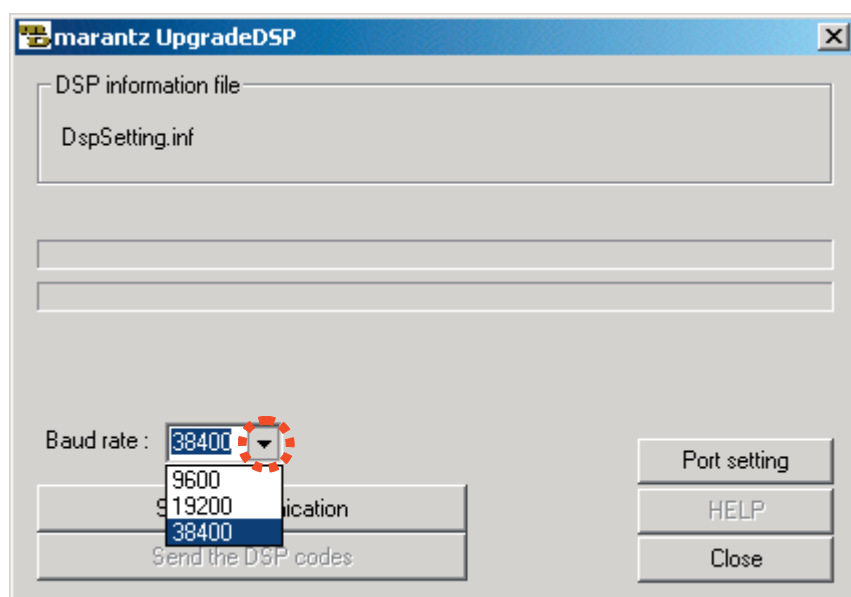 marantz UpgradeDSP
DSP information file
DspSetting.inf
Baud rate : 38400
9600
19200
38400
Port setting
HELP
Send the DSP codes
Close